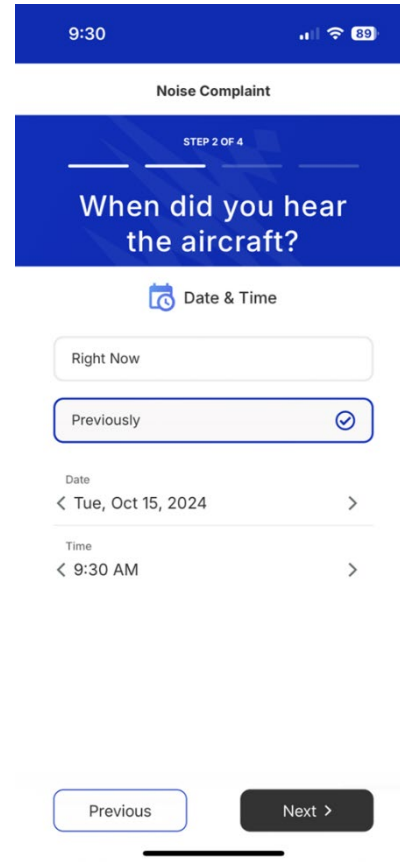 9:30
89
Noise Complaint
STEP 2 OF 4
When did you hear
the aircraft?
Date & Time
Right Now
Previously
Date
Tue, Oct 15, 2024
Time
9:30 AM
Previous
Next